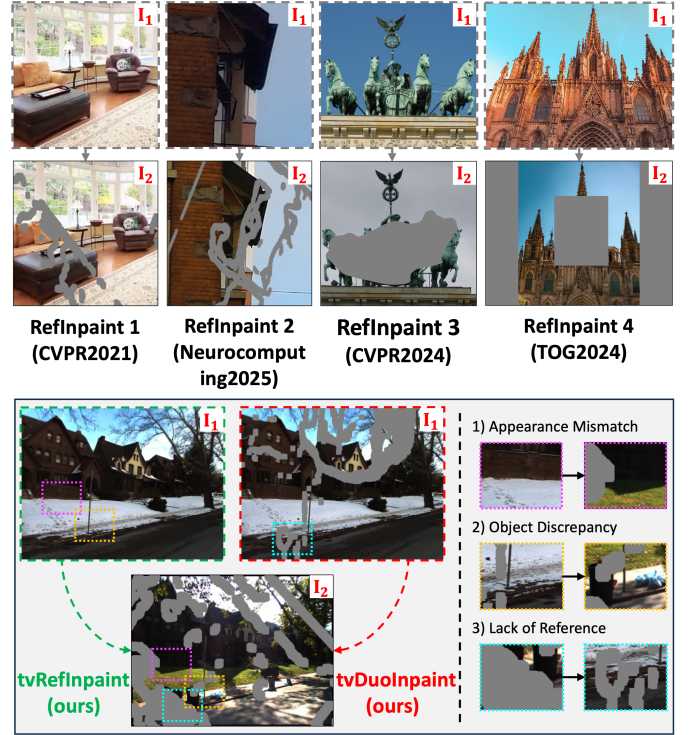 I1
I1
I1
I1
I2
I2
I2
I2
RefInpaint 1
(CVPR2021)
RefInpaint 2
(Neurocomput
ing2025)
RefInpaint 3
(CVPR2024)
RefInpaint 4
(TOG2024)
I1
I1
I2
tvRefInpaint
(ours)
tvDuoInpaint
(ours)
1) Appearance Mismatch
2) Object Discrepancy
3) Lack of Reference